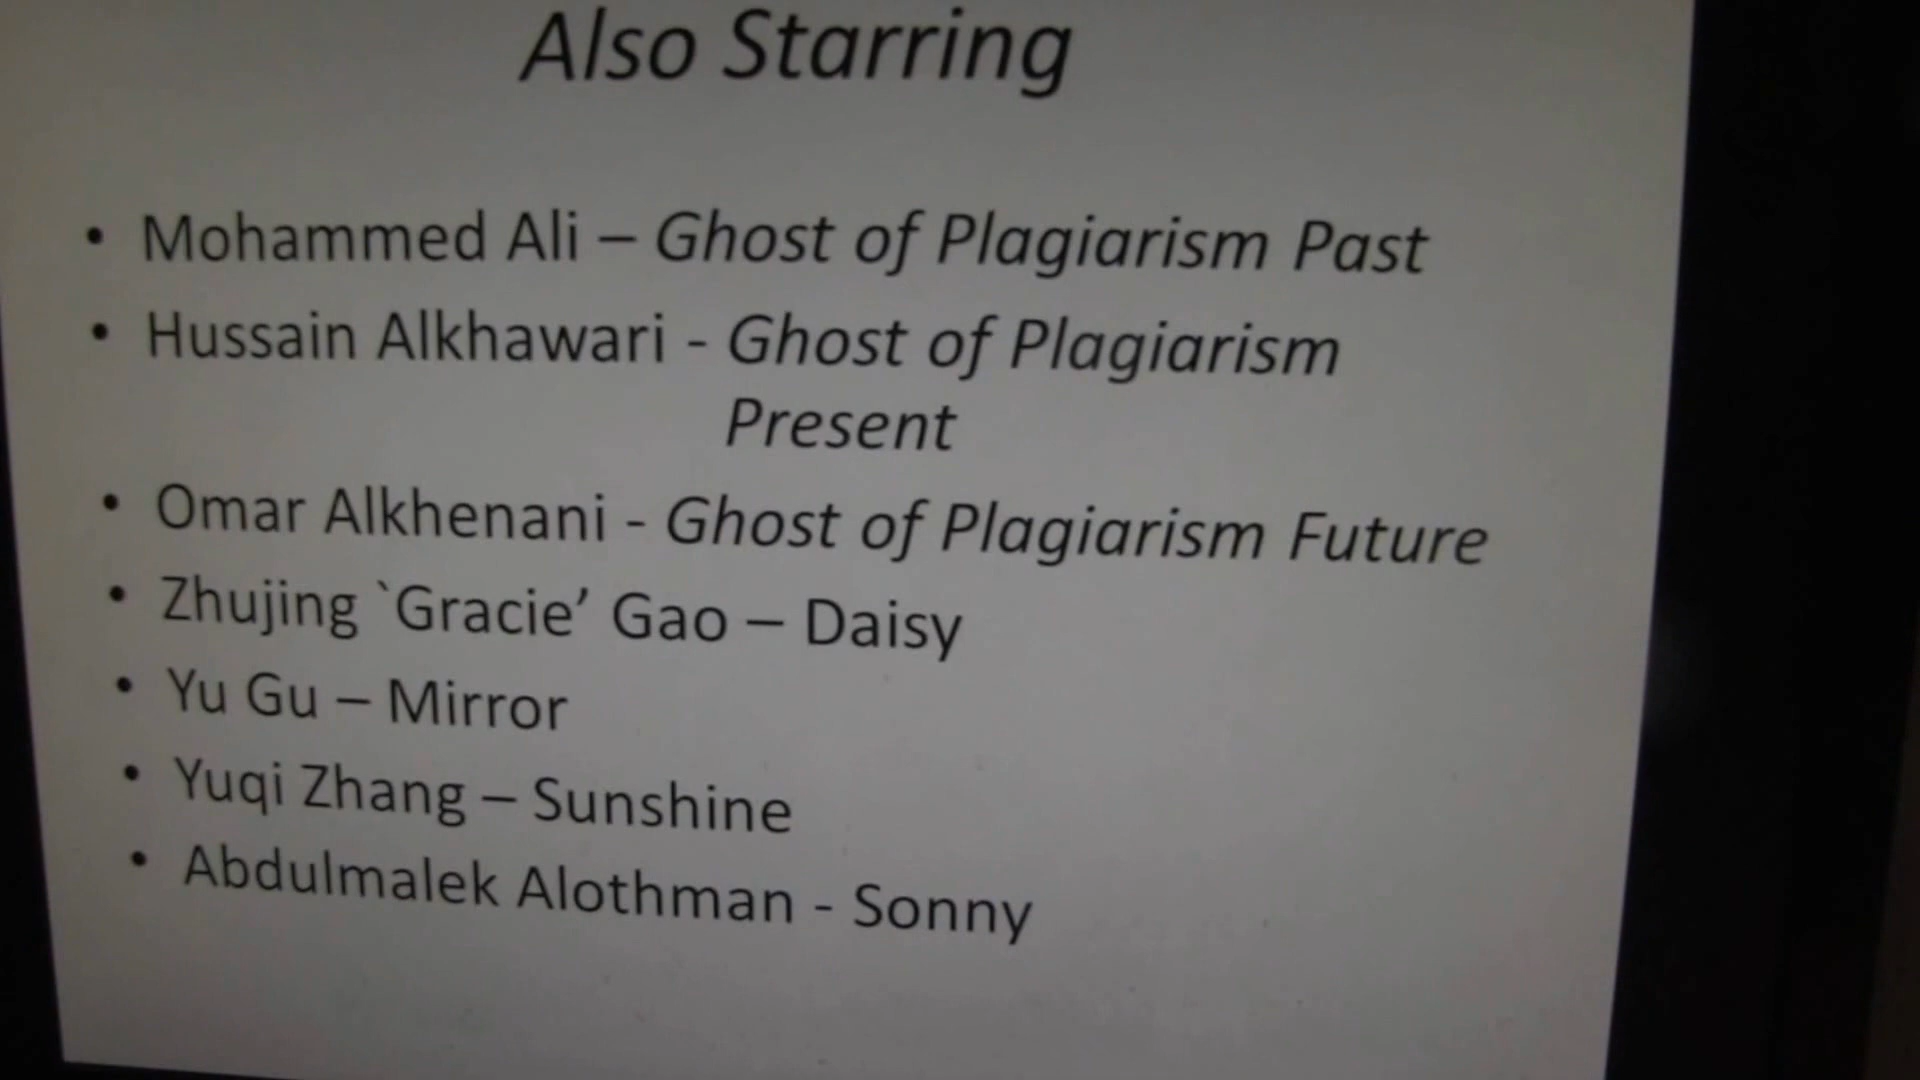 Also Starring
• Mohammed Ali – Ghost of Plagiarism Past
• Hussain Alkhawari - Ghost of Plagiarism
Present
• Omar Alkhenani - Ghost of Plagiarism Future
• Zhujing `Gracie’ Gao – Daisy
• Yu Gu – Mirror
• Yuqi Zhang – Sunshine
• Abdulmalek Alothman - Sonny